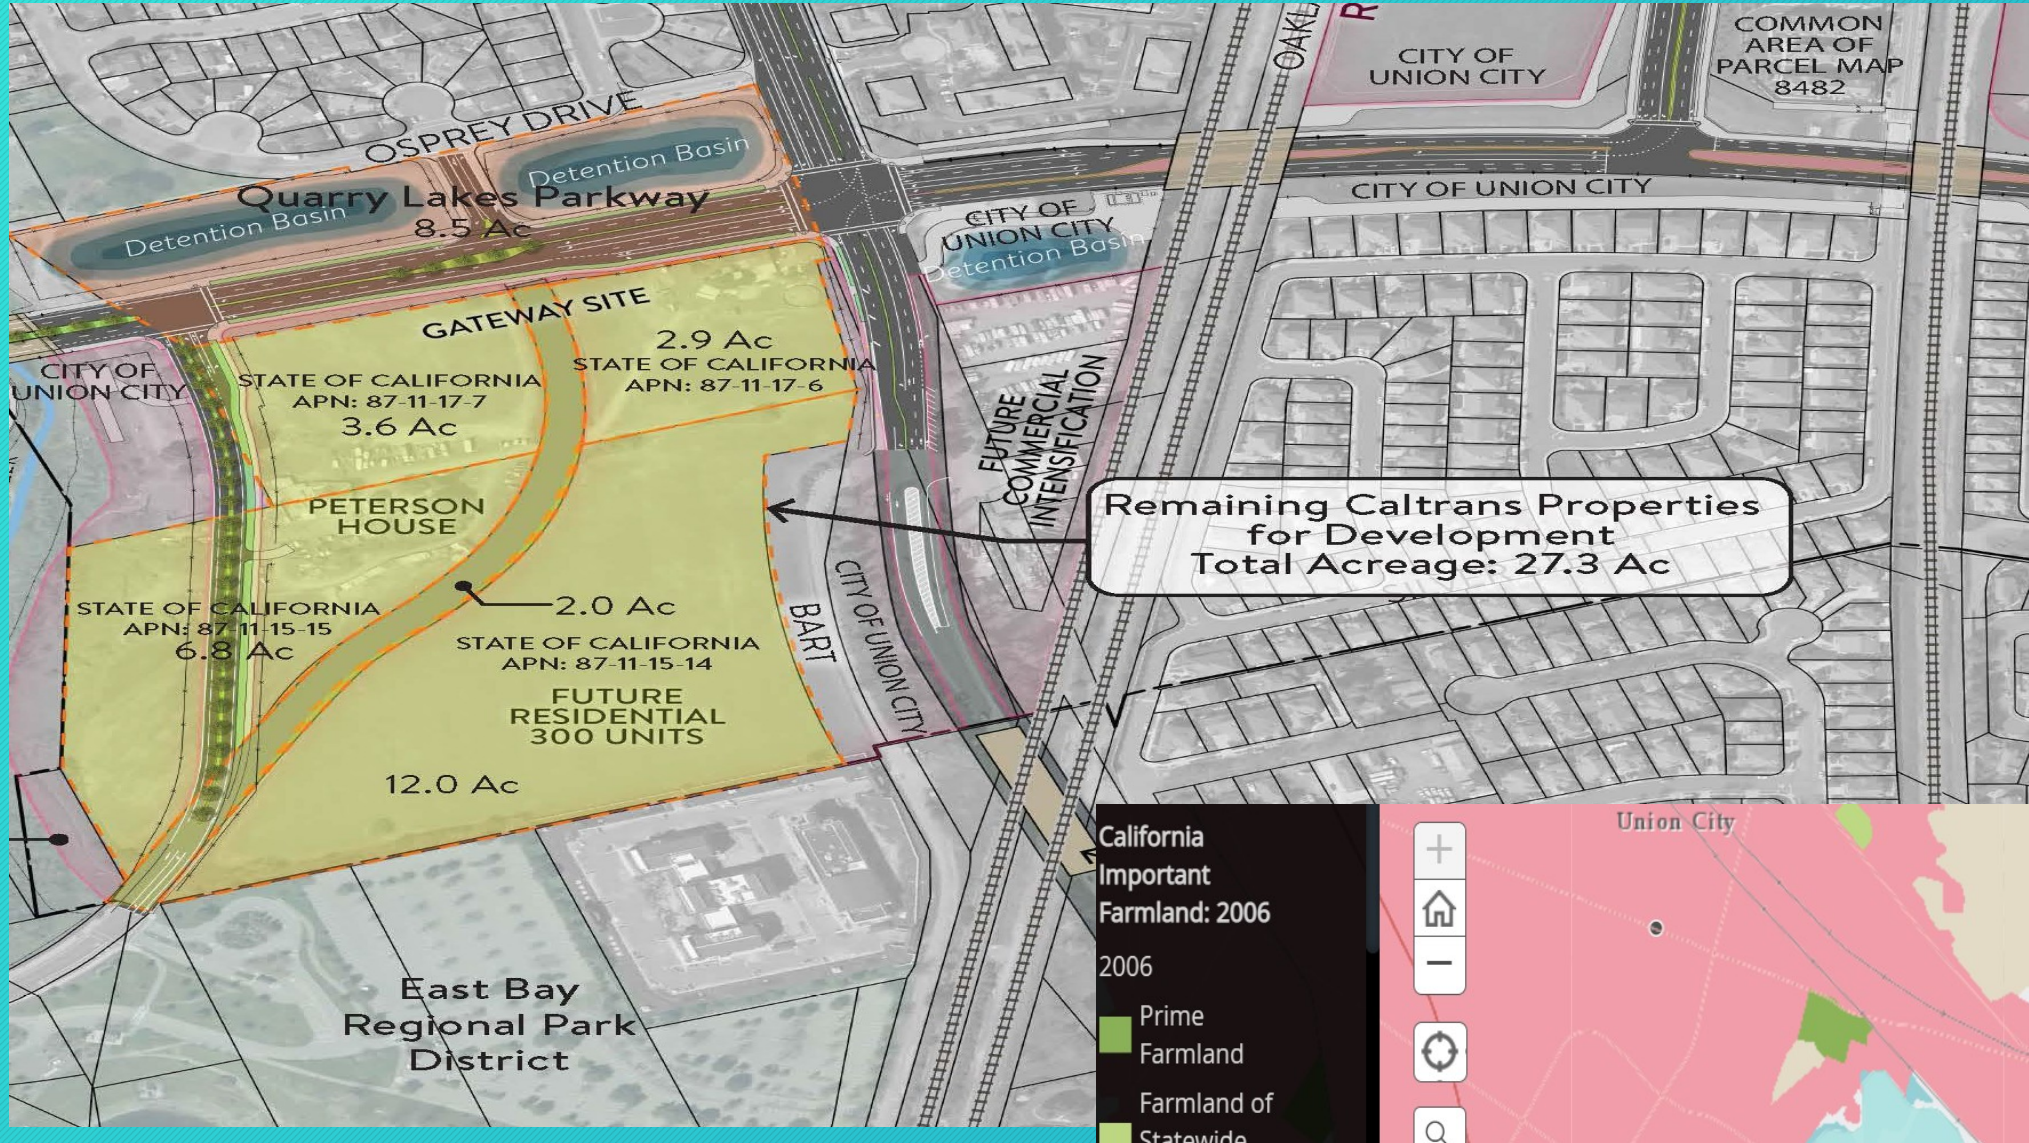 OAKL
R
CITY OF
UNION CITY
COMMON
AREA OF
PARCEL MAP
8482
OSPREY DRIVE
Detention Basin
Quarry Lakes Parkway
8.5 Ac
Detention Basin
CITY OF
UNION CITY
Detention Basin
CITY OF UNION CITY
GATEWAY SITE
2.9 Ac
STATE OF CALIFORNIA
APN: 87-11-17-6
CITY OF
UNION CITY
STATE OF CALIFORNIA
APN: 87-11-17-7
3.6 Ac
FUTURE
COMMERCIAL
INTENSIFICATION
PETERSON
HOUSE
Remaining Caltrans Properties
for Development
Total Acreage: 27.3 Ac
STATE OF CALIFORNIA
APN: 87-11-15-15
6.8 Ac
2.0 Ac
STATE OF CALIFORNIA
APN: 87-11-15-14
FUTURE
RESIDENTIAL
300 UNITS
12.0 Ac
BART
CITY OF UNION CITY
East Bay
Regional Park
District
California
Important
Farmland: 2006
2006
Prime
Farmland
Farmland of
Statewide
Union City